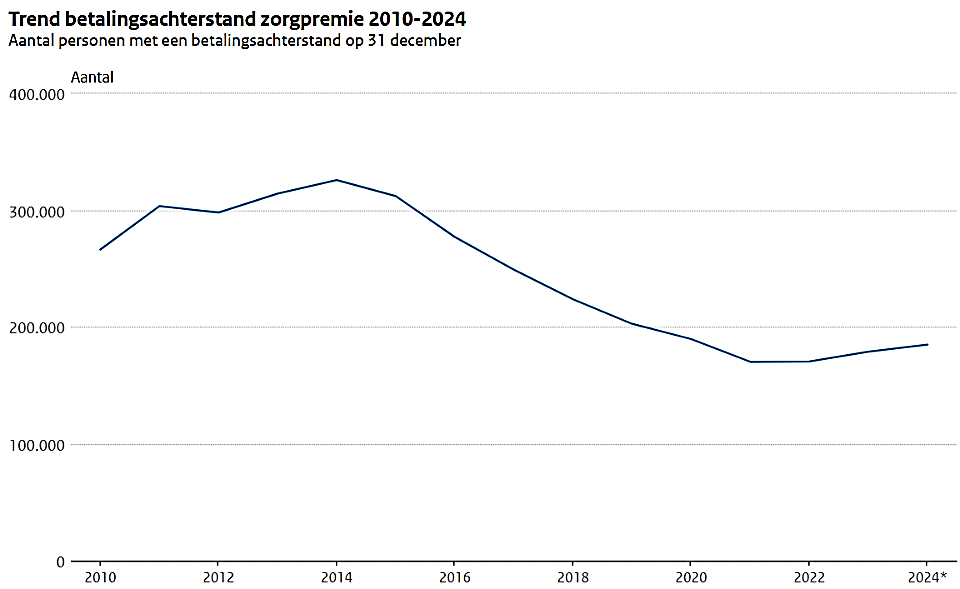 Trend betalingsachterstand zorgpremie 2010-2024
Aantal personen met een betalingsachterstand op 31 december
Aantal
400.000
300.000
200.000
100.000
0
2010 2012 2014 2016 2018 2020 2022 2024*